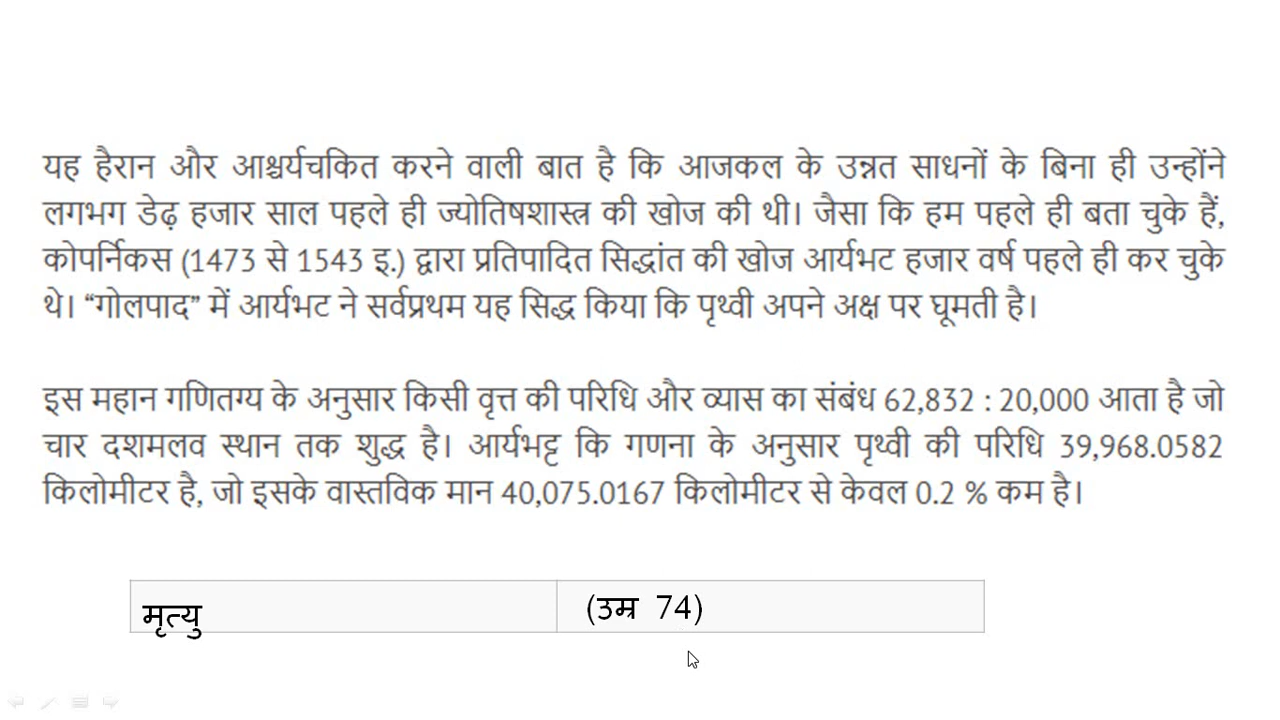 यह हैरान और आश्चर्यचकित करने वाली बात है कि आजकल के उन्नत साधनों के बिना ही उन्होंने
लगभग डेढ़ हजार साल पहले ही ज्योतिषशास्त्र की खोज की थी। जैसा कि हम पहले ही बता चुके हैं,
कोपर्निकस (1473 से 1543 इ.) द्वारा प्रतिपादित सिद्धांत की खोज आर्यभट हजार वर्ष पहले ही कर चुके
थे। “गोलपाद” में आर्यभट ने सर्वप्रथम यह सिद्ध किया कि पृथ्वी अपने अक्ष पर घूमती है।
इस महान गणितग्य के अनुसार किसी वृत्त की परिधि और व्यास का संबंध 62,832 : 20,000 आता है जो
चार दशमलव स्थान तक शुद्ध है। आर्यभट्ट कि गणना के अनुसार पृथ्वी की परिधि 39,968.0582
किलोमीटर है, जो इसके वास्तविक मान 40,075.0167 किलोमीटर से केवल 0.2 % कम है।
मृत्यु (उम्र 74)